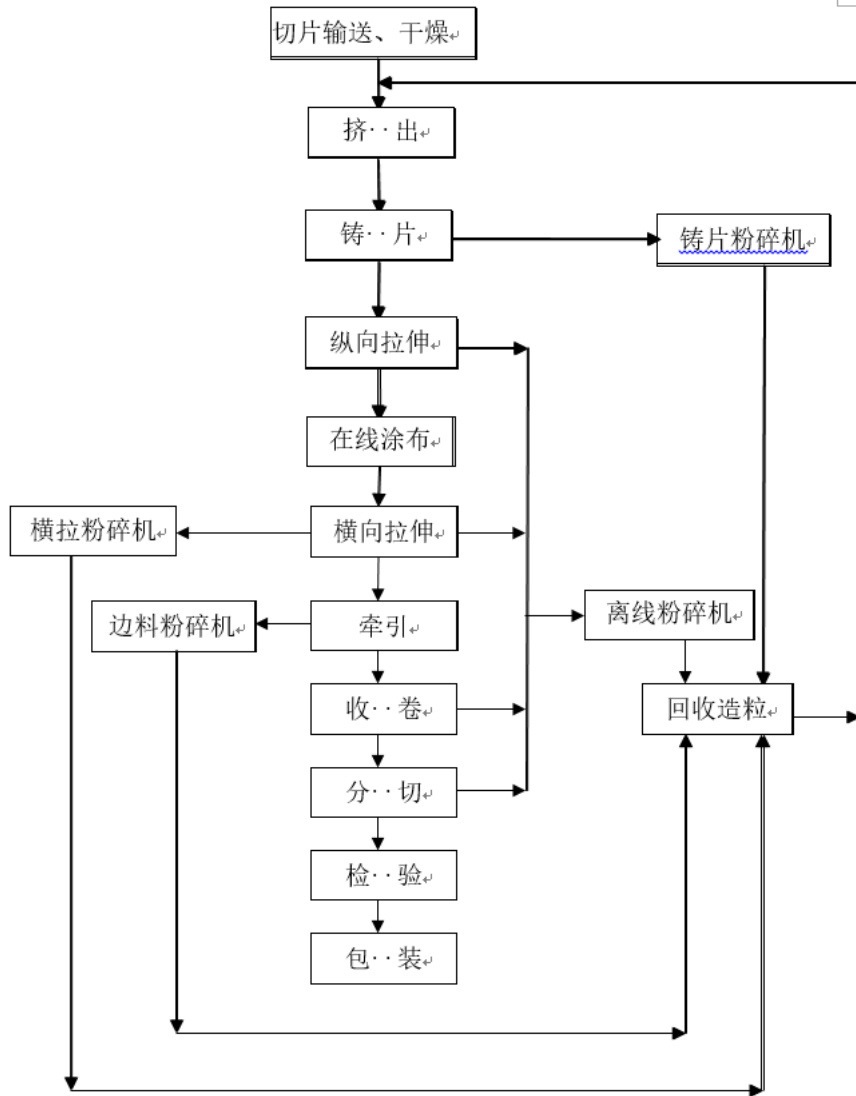 切片输送、干燥
挤··出
铸··片
铸片粉碎机
纵向拉伸
在线涂布
横拉粉碎机
横向拉伸
边料粉碎机
牵引
离线粉碎机
收··卷
回收造粒
分··切
检··验
包··装